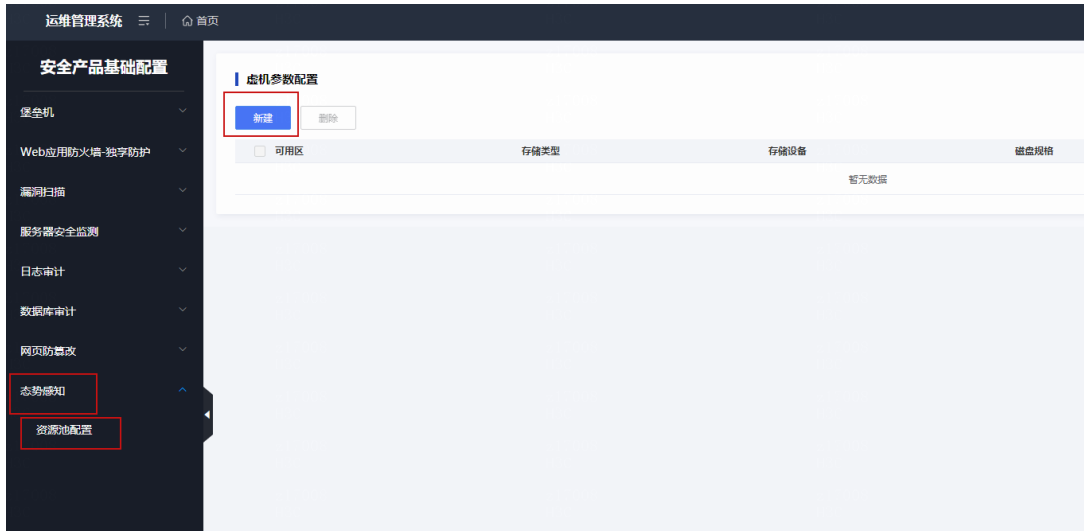 运维管理系统 首页
安全产品基础配置
堡垒机
Web应用防火墙-独享防护
漏洞扫描
服务器安全监测
日志审计
数据库审计
网页防篡改
态势感知
资源池配置
虚机参数配置
新建 删除
可用区 存储类型 存储设备 磁盘规格
暂无数据